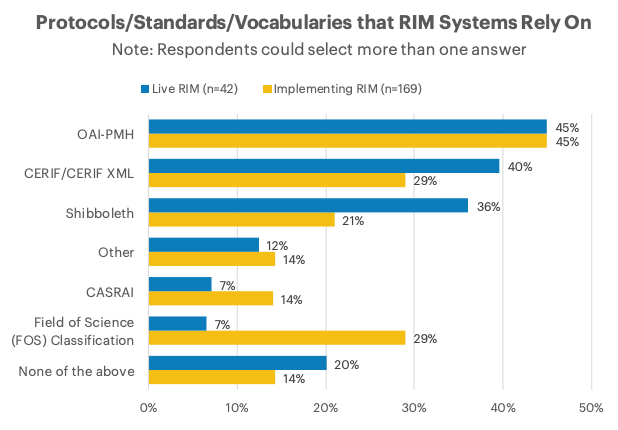 Protocols/Standards/Vocabularies that RIM Systems Rely On
Note: Respondents could select more than one answer
Live RIM (n=42) Implementing RIM (n=169)
OAI-PMH 45%
45%
CERIF/CERIF XML 40%
29%
Shibboleth 36%
21%
Other 12%
14%
CASRAI 7%
14%
Field of Science
(FOS) Classification 7%
29%
None of the above 20%
14%
0% 10% 20% 30% 40% 50%